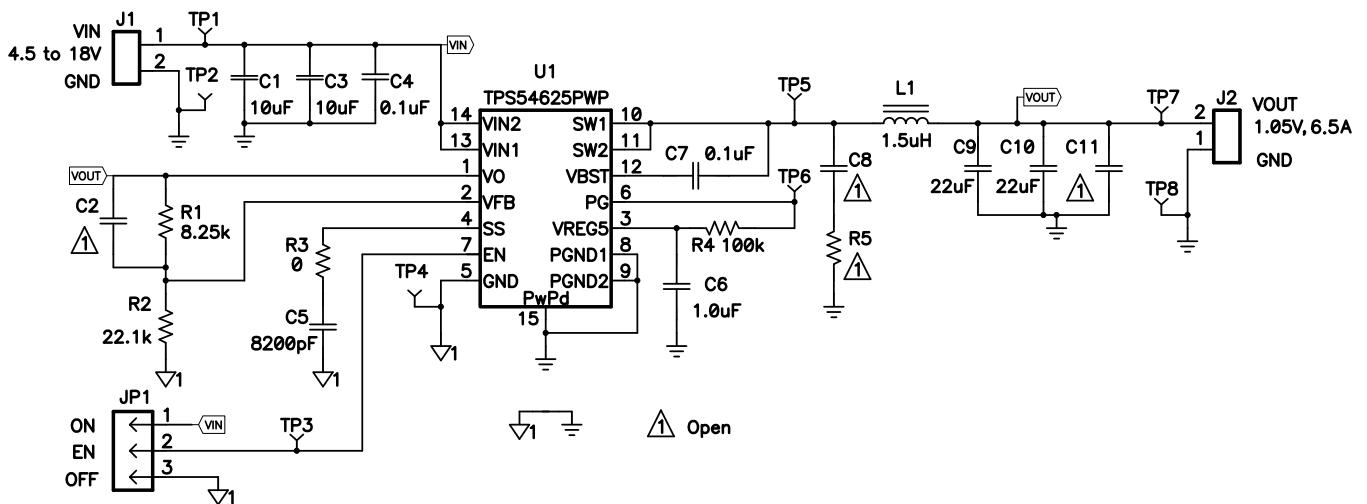 J1
TP1
VIN
4.5 to 18V
GND
1
2
TP2
C1
10uF
C3
10uF
C4
0.1uF
VIN
U1
TPS54625PWP
14
VIN2
13
VIN1
1
VO
2
VFB
4
SS
7
EN
5
GND
PwPd
15
SW1
10
SW2
11
VBST
12
PG
6
VREG5
3
PGND1
8
PGND2
9
C7
0.1uF
TP5
TP6
R4 100k
C6
1.0uF
C8
1
R5
1
L1
1.5uH
VOUT
C9
22uF
C10
22uF
C11
1
TP7
TP8
J2
2
1
VOUT
1.05V, 6.5A
GND
VOUT
C2
1
R1
8.25k
R2
22.1k
1
R3
0
C5
8200pF
1
TP4
1
JP1
ON
EN
OFF
1
2
3
VIN
TP3
1
1
1 Open